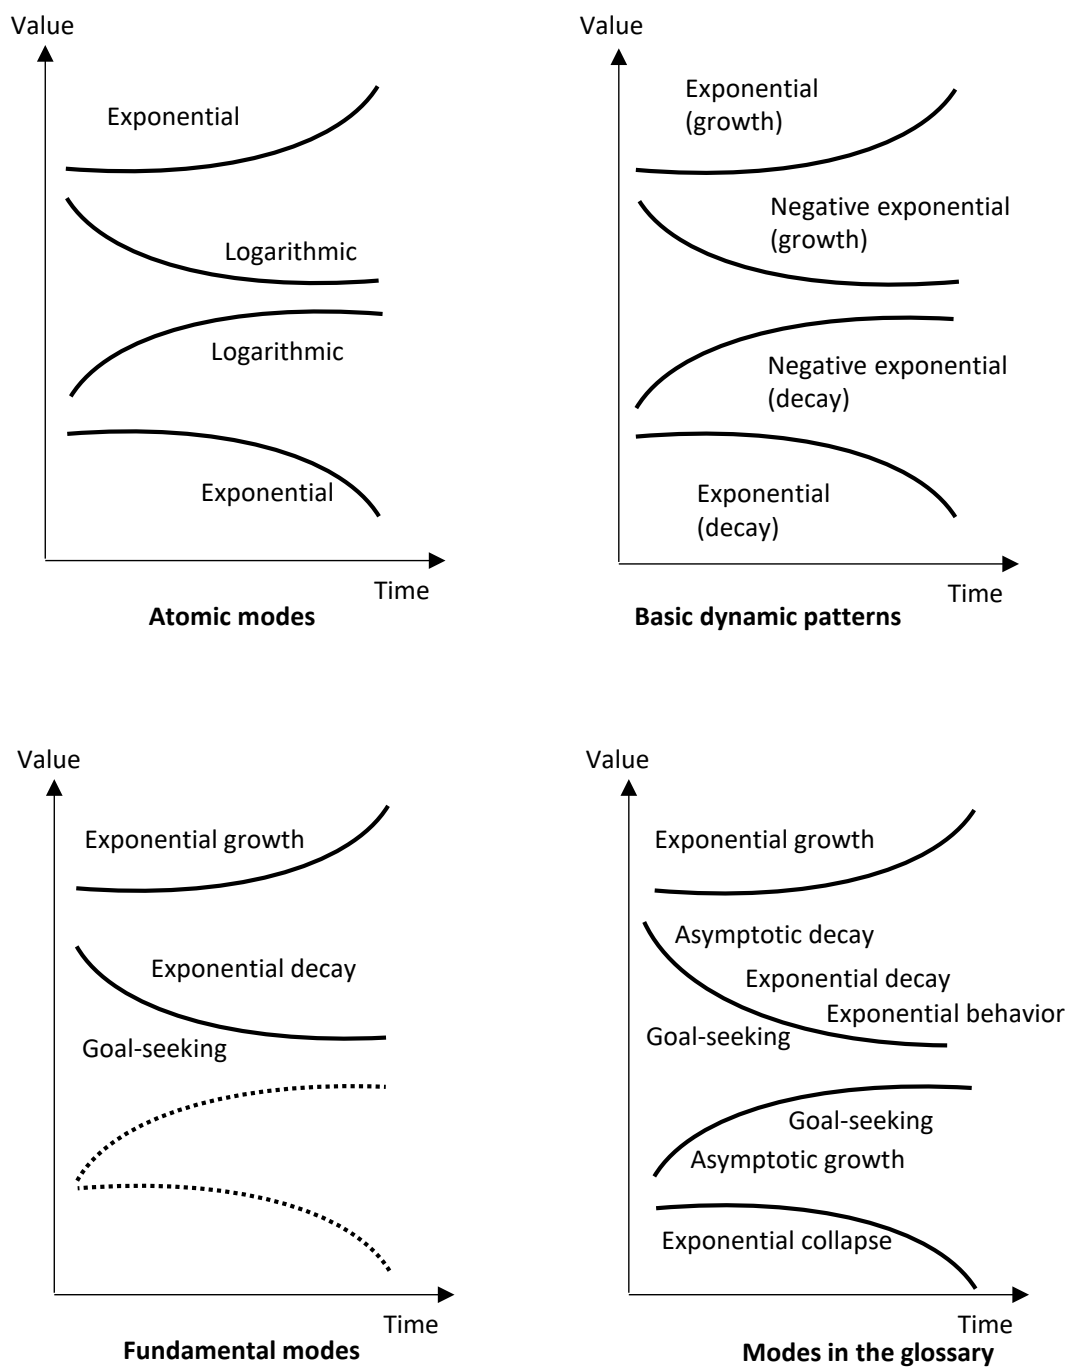 Value
Exponential
Logarithmic
Logarithmic
Exponential
Time
Atomic modes
Value
Exponential
(growth)
Negative exponential
(growth)
Negative exponential
(decay)
Exponential
(decay)
Time
Basic dynamic patterns
Value
Exponential growth
Exponential decay
Goal-seeking
Time
Fundamental modes
Value
Exponential growth
Asymptotic decay
Exponential decay
Exponential behavior
Goal-seeking
Goal-seeking
Asymptotic growth
Exponential collapse
Time
Modes in the glossary